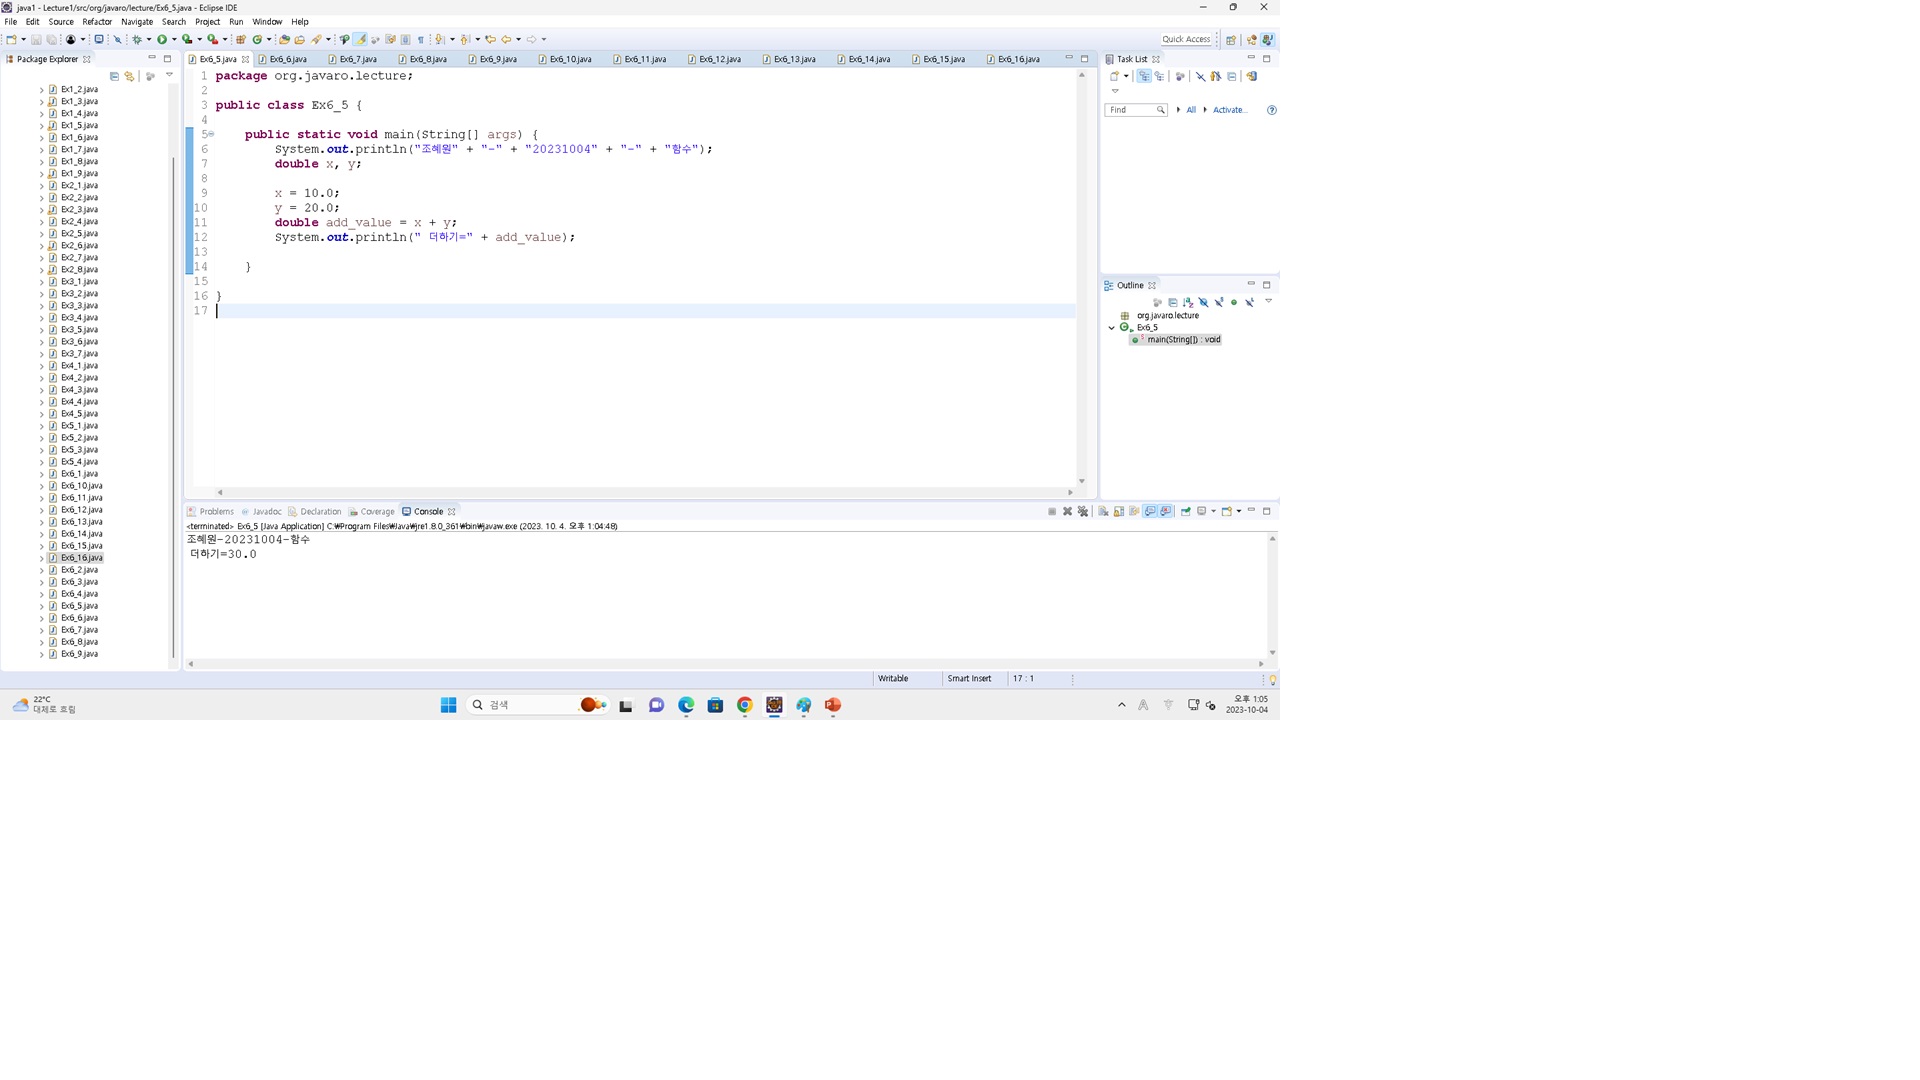 java1 - Lecture1/src/org/javaro/lecture/Ex6_5.java - Eclipse IDE
File Edit Source Refactor Navigate Search Project Run Window Help
Quick Access
Package Explorer
Ex1_2.java
Ex1_3.java
Ex1_4.java
Ex1_5.java
Ex1_6.java
Ex1_7.java
Ex1_8.java
Ex1_9.java
Ex2_1.java
Ex2_2.java
Ex2_3.java
Ex2_4.java
Ex2_5.java
Ex2_6.java
Ex2_7.java
Ex2_8.java
Ex3_1.java
Ex3_2.java
Ex3_3.java
Ex3_4.java
Ex3_5.java
Ex3_6.java
Ex3_7.java
Ex4_1.java
Ex4_2.java
Ex4_3.java
Ex4_4.java
Ex4_5.java
Ex5_1.java
Ex5_2.java
Ex5_3.java
Ex5_4.java
Ex6_1.java
Ex6_10.java
Ex6_11.java
Ex6_12.java
Ex6_13.java
Ex6_14.java
Ex6_15.java
Ex6_16.java
Ex6_2.java
Ex6_3.java
Ex6_4.java
Ex6_5.java
Ex6_6.java
Ex6_7.java
Ex6_8.java
Ex6_9.java
Ex6_5.java Ex6_6.java Ex6_7.java Ex6_8.java Ex6_9.java Ex6_10.java Ex6_11.java Ex6_12.java Ex6_13.java Ex6_14.java Ex6_15.java Ex6_16.java
1 package org.javaro.lecture;
2
3 public class Ex6_5 {
4
5 public static void main(String[] args) {
6 System.out.println("조혜원" + "-" + "20231004" + "-" + "함수");
7 double x, y;
8
9 x = 10.0;
10 y = 20.0;
11 double add_value = x + y;
12 System.out.println(" 더하기=" + add_value);
13
14 }
15
16 }
17
Task List
Find All Activate...
Outline
org.javaro.lecture
Ex6_5
main(String[]) : void
Problems Javadoc Declaration Coverage Console
<terminated> Ex6_5 [Java Application] C:₩Program Files₩Java₩jre1.8.0_361₩bin₩javaw.exe (2023. 10. 4. 오후 1:04:48)
조혜원-20231004-함수
더하기=30.0
Writable Smart Insert 17 : 1
22°C
대체로 흐림
검색
오후 1:05
2023-10-04